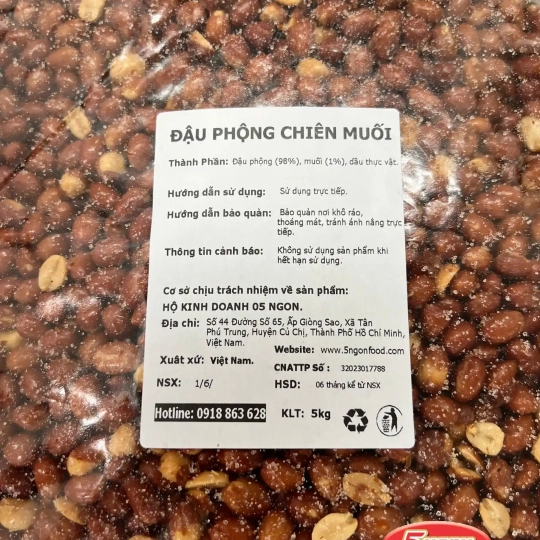 ĐẬU PHỘNG CHIÊN MUỐI
Thành Phần: Đậu phộng (98%), muối (1%), dầu thực vật.
Hướng dẫn sử dụng: Sử dụng trực tiếp.
Hướng dẫn bảo quản: Bảo quản nơi khô ráo,
thoáng mát, tránh ánh nắng trực
tiếp.
Thông tin cảnh báo: Không sử dụng sản phẩm khi
hết hạn sử dụng.
Cơ sở chịu trách nhiệm về sản phẩm:
HỘ KINH DOANH 05 NGON.
Địa chỉ: Số 44 Đường Số 65, Ấp Giòng Sao, Xã Tân
Phú Trung, Huyện Củ Chi, Thành Phố Hồ Chí Minh,
Việt Nam.
Website: www.5ngonfood.com
Xuất xứ: Việt Nam.
CNATTP Số : 32023017788
NSX: 1/6/
HSD: 06 tháng kể từ NSX
Hotline: 0918 863 628
KLT: 5kg